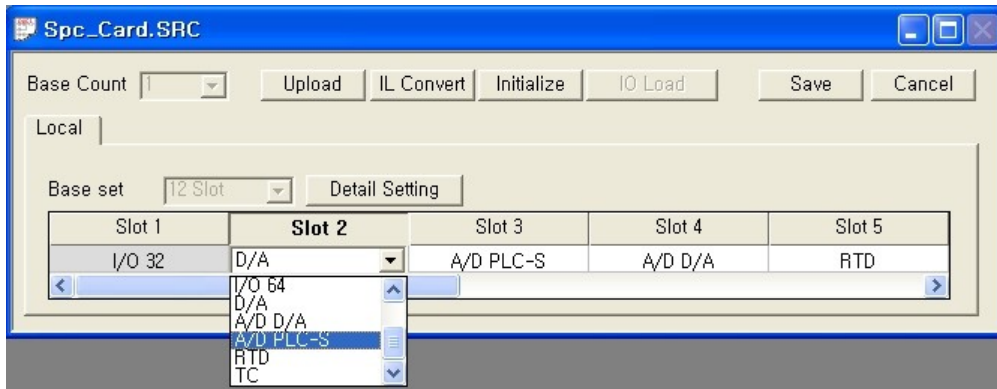 Spc_Card.SRC
Base Count 1 Upload IL Convert Initialize IO Load Save Cancel
Local
Base set 12 Slot Detail Setting
Slot 1 Slot 2 Slot 3 Slot 4 Slot 5
I/O 32 D/A A/D PLC-S A/D D/A RTD
I/O 64
D/A
A/D D/A
A/D PLC-S
RTD
TC